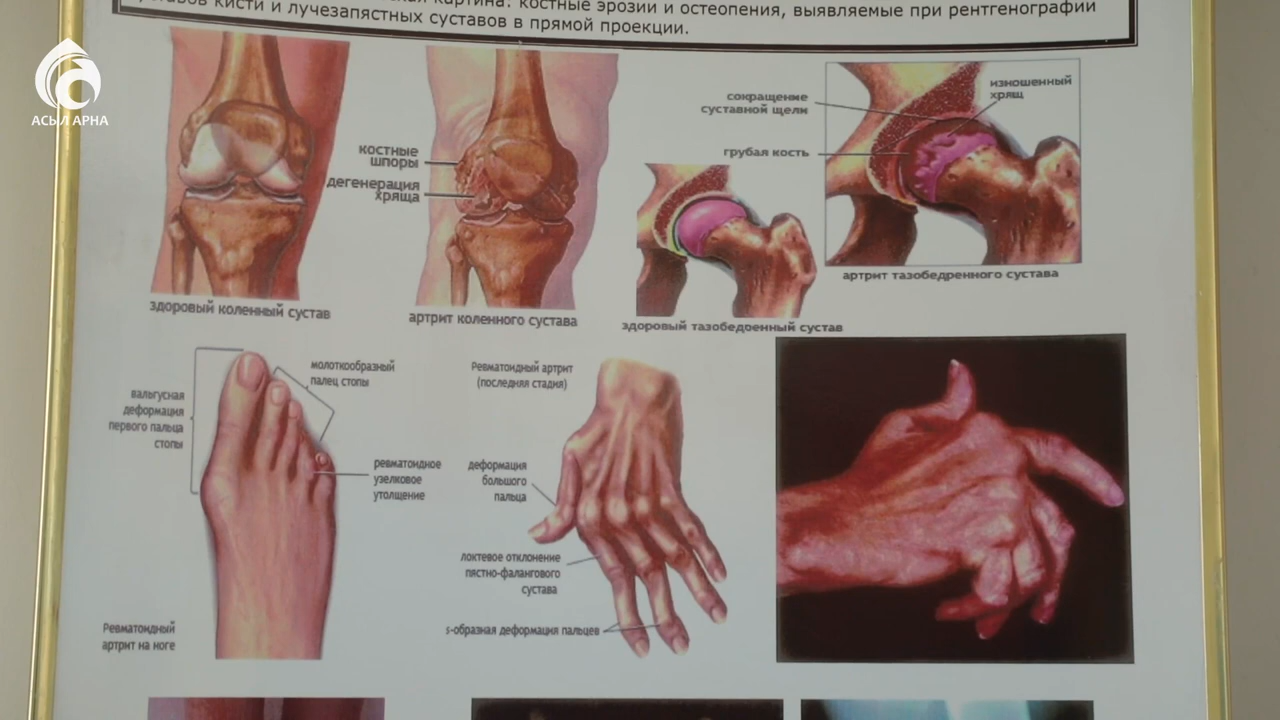 картина: костные эрозии и остеопения, выявляемые при рентгенографии
кисти и лучезапястных суставов в прямой проекции.
АСЫЛ АРНА
костные
шпоры
дегенерация
хряща
сокращение
суставной щели
изношенный
хрящ
грубая кость
здоровый коленный сустав
артрит коленного сустава
здоровый тазобедренный сустав
артрит тазобедренного сустава
вальгусная
деформация
первого пальца
стопы
молоткообразный
палец стопы
ревматоидное
узелковое
утолщение
Ревматоидный
артрит на ноге
Ревматоидный артрит
(последняя стадия)
деформация
большого
пальца
локтевое отклонение
пястно-фалангового
сустава
s-образная деформация пальцев